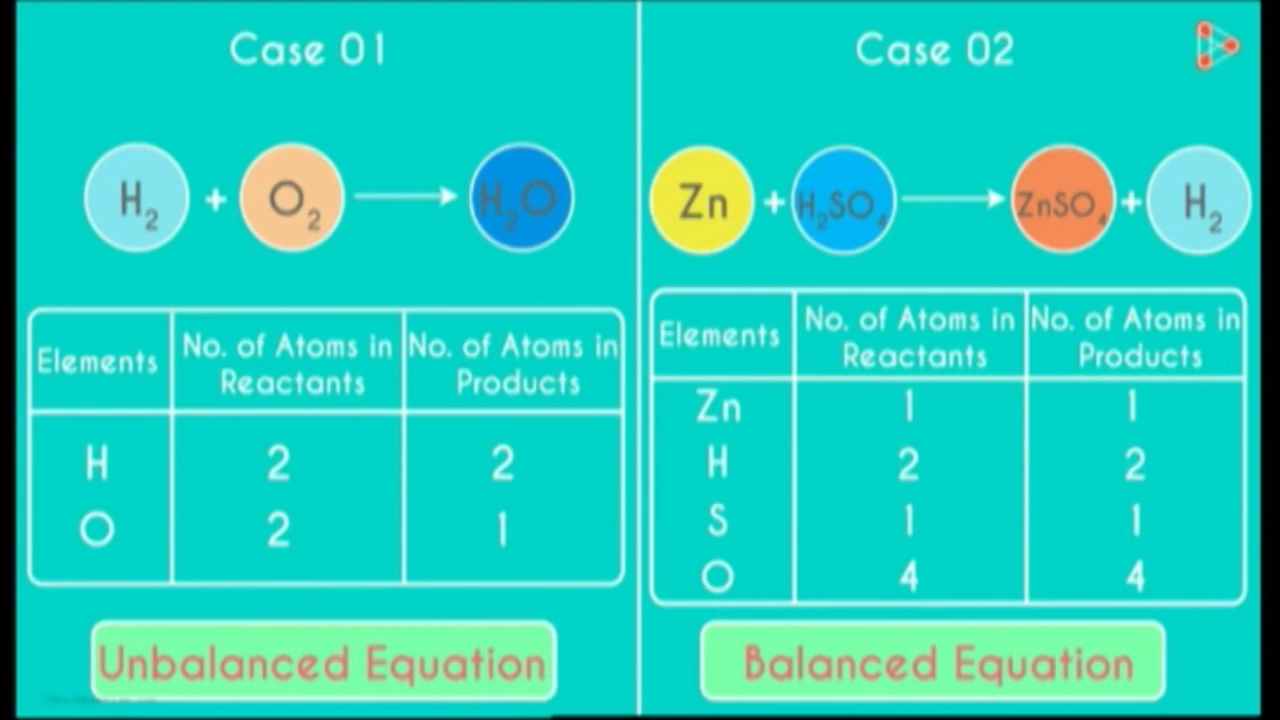 Case 01
H₂ + O₂ → H₂O
Elements No. of Atoms in Reactants No. of Atoms in Products
H 2 2
O 2 1
Unbalanced Equation
Case 02
Zn + H₂SO₄ → ZnSO₄ + H₂
Elements No. of Atoms in Reactants No. of Atoms in Products
Zn 1 1
H 2 2
S 1 1
O 4 4
Balanced Equation